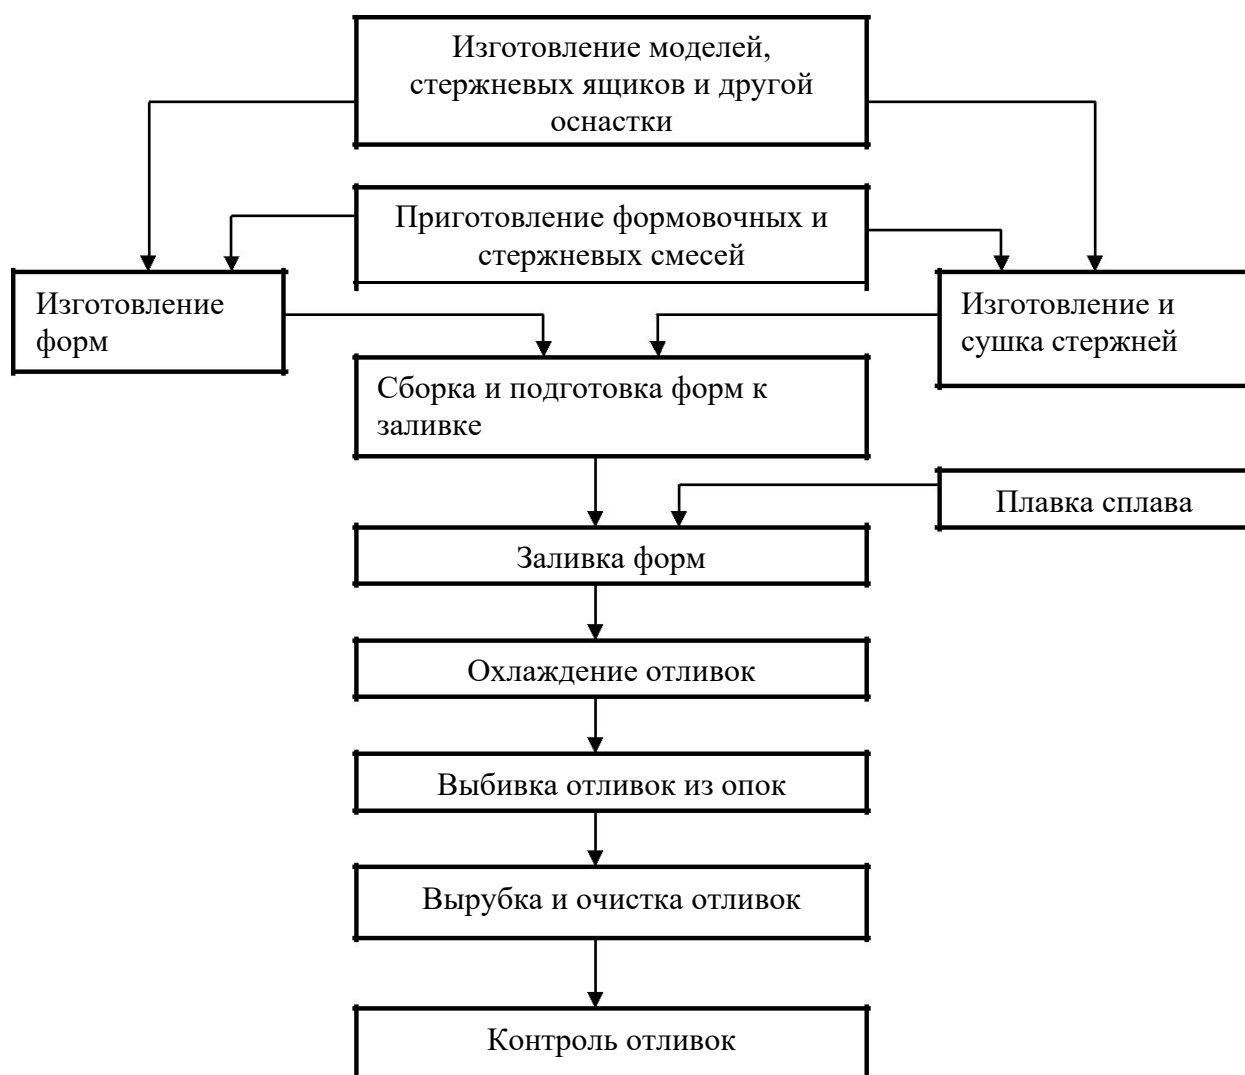 Изготовление моделей,
стержневых ящиков и другой
оснастки
Приготовление формовочных и
стержневых смесей
Изготовление
форм
Изготовление и
сушка стержней
Сборка и подготовка форм к
заливке
Плавка сплава
Заливка форм
Охлаждение отливок
Выбивка отливок из опок
Вырубка и очистка отливок
Контроль отливок